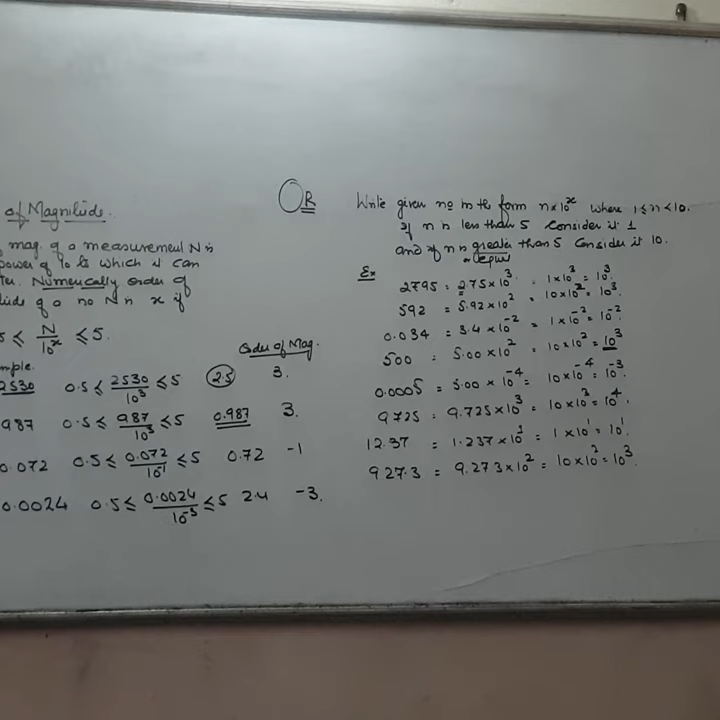 of Magnitude.
mag. of a measurement N is
power of 10 to which it can
ter. Numerically order of
tude of a no N is x if
5 ≤ N/10^x ≤ 5.
mple.
Order of Mag.
2530 0.5 ≤ 2530/10^3 ≤ 5 2.5 3.
987 0.5 ≤ 987/10^3 ≤ 5 0.987 3.
0.072 0.5 ≤ 0.072/10^-1 ≤ 5 0.72 -1
0.0024 0.5 ≤ 0.0024/10^-3 ≤ 5 2.4 -3.
OR
Write given no in the form n×10^x where 1≤n<10.
if n is less than 5 consider it 1
and if n is greater than 5 consider it 10.
or equal
Ex
2795 = 2.75×10^3 = 1×10^3 = 10^3
592 = 5.92×10^2 = 10×10^2 = 10^3.
0.034 = 3.4×10^-2 = 1×10^-2 = 10^-2
500 = 5.00×10^2 = 10×10^2 = 10^3
0.0005 = 5.00×10^-4 = 10×10^-4 = 10^-3.
9725 = 9.725×10^3 = 10×10^3 = 10^4.
12.37 = 1.237×10^1 = 1×10^1 = 10^1.
927.3 = 9.273×10^2 = 10×10^2 = 10^3.